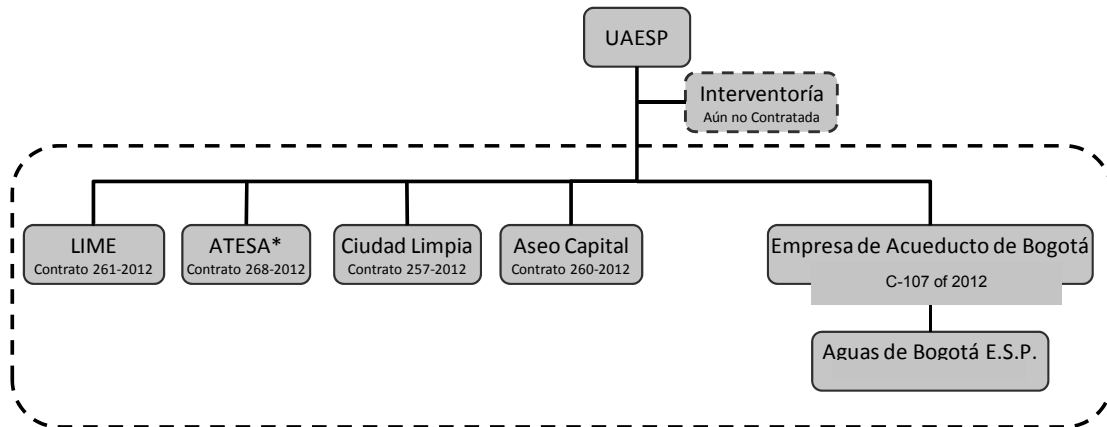 UAESP
Interventoría
Aún no Contratada
LIME
Contrato 261-2012
ATESA*
Contrato 268-2012
Ciudad Limpia
Contrato 257-2012
Aseo Capital
Contrato 260-2012
Empresa de Acueducto de Bogotá
C-107 of 2012
Aguas de Bogotá E.S.P.